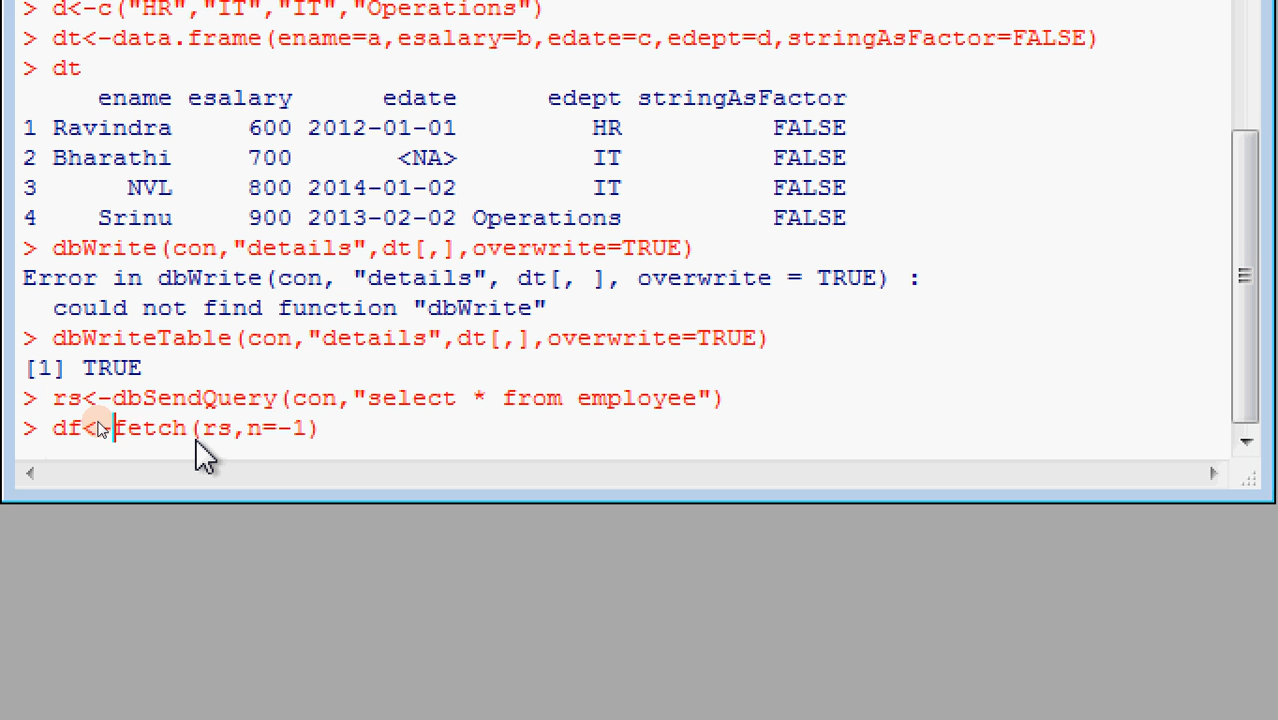 > d<-c("HR","IT","IT","Operations")
> dt<-data.frame(ename=a,esalary=b,edate=c,edept=d,stringAsFactor=FALSE)
> dt
ename esalary edate edept stringAsFactor
1 Ravindra 600 2012-01-01 HR FALSE
2 Bharathi 700 <NA> IT FALSE
3 NVL 800 2014-01-02 IT FALSE
4 Srinu 900 2013-02-02 Operations FALSE
> dbWrite(con,"details",dt[,],overwrite=TRUE)
Error in dbWrite(con, "details", dt[, ], overwrite = TRUE) :
could not find function "dbWrite"
> dbWriteTable(con,"details",dt[,],overwrite=TRUE)
[1] TRUE
> rs<-dbSendQuery(con,"select * from employee")
> df<-fetch(rs,n=-1)